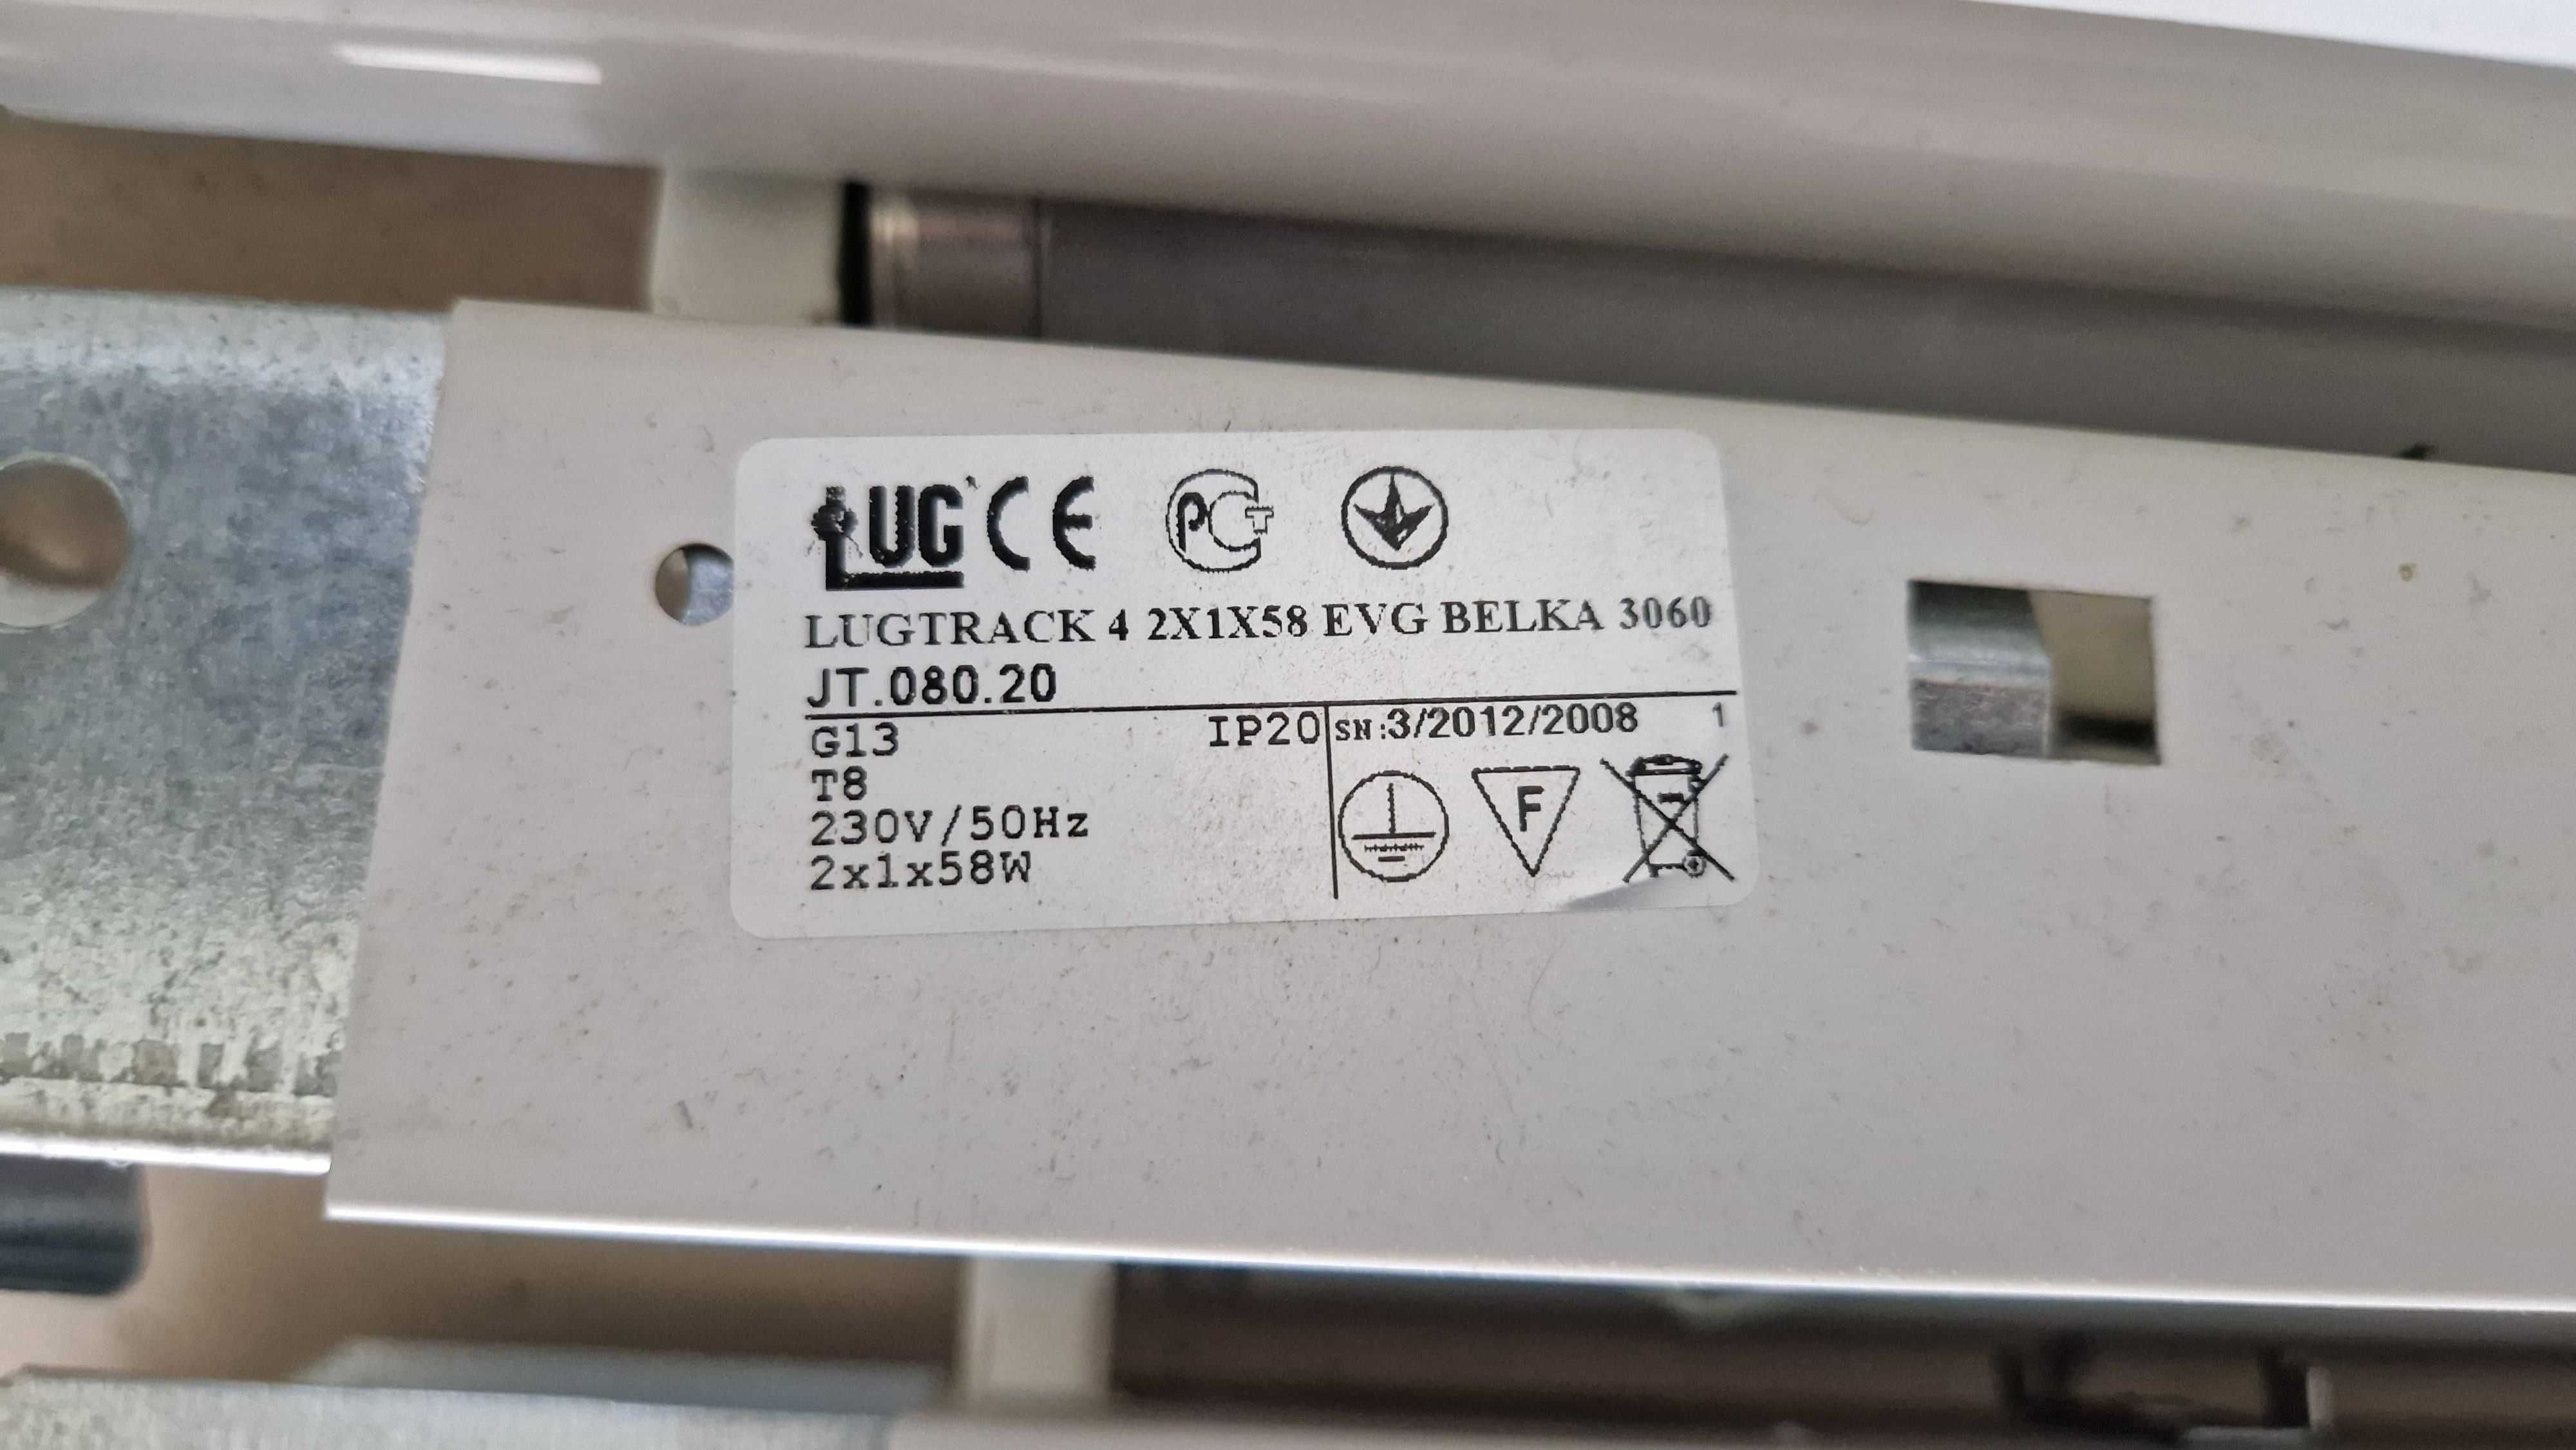 LUG CE PCT
LUGTRACK 4 2X1X58 EVG BELKA 3060
JT.080.20
G13 IP20 SN:3/2012/2008 1
T8
230V/50Hz
2x1x58W
F